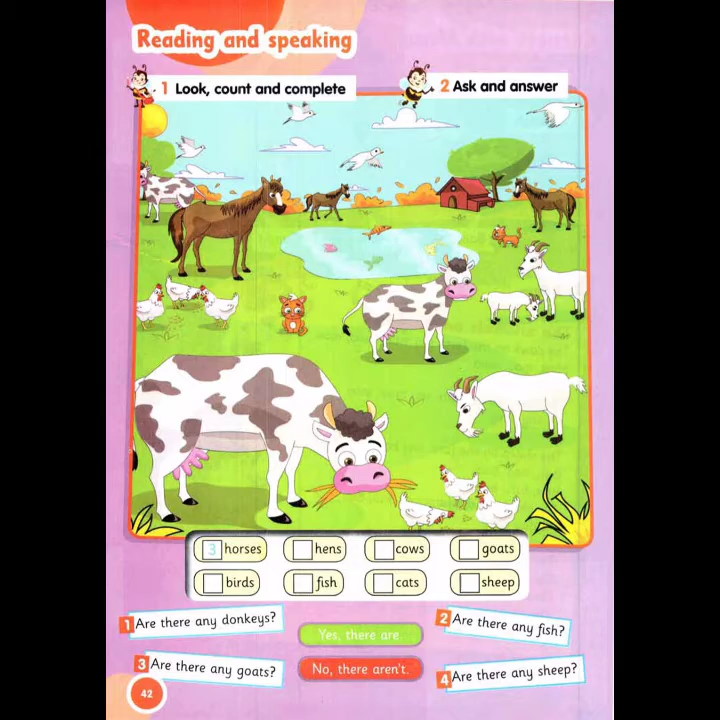 Reading and speaking
1 Look, count and complete
2 Ask and answer
3 horses
hens
cows
goats
birds
fish
cats
sheep
1 Are there any donkeys?
Yes, there are.
2 Are there any fish?
3 Are there any goats?
No, there aren't.
4 Are there any sheep?
42